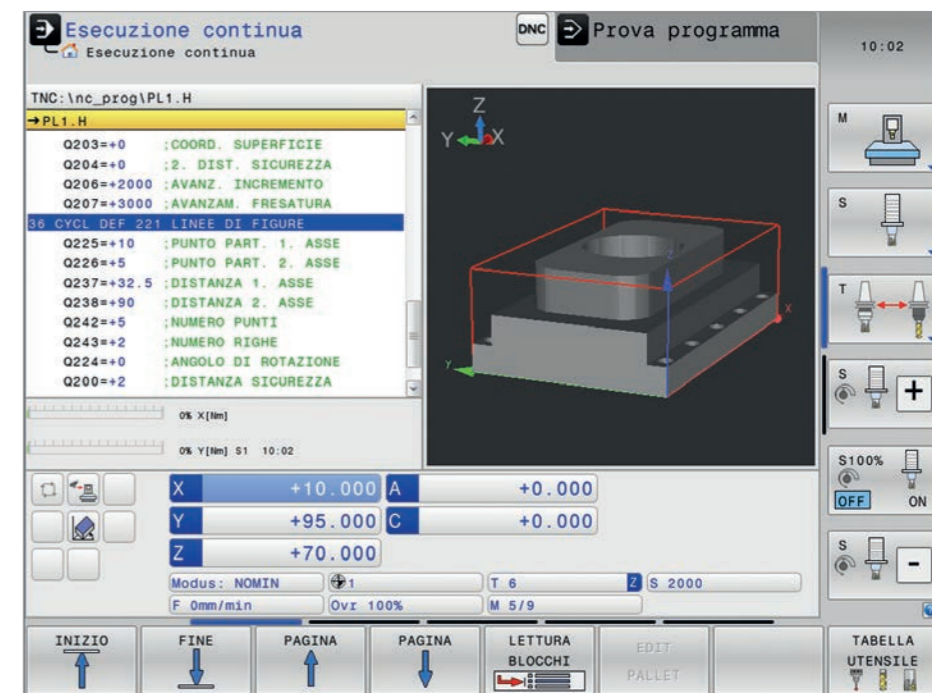 Esecuzione continua
Esecuzione continua
DNC
Prova programma
10:02
TNC:\nc_prog\PL1.H
→PL1.H
Q203=+0 ;COORD. SUPERFICIE
Q204=+0 ;2. DIST. SICUREZZA
Q206=+2000 ;AVANZ. INCREMENTO
Q207=+3000 ;AVANZAM. FRESATURA
36 CYCL DEF 221 LINEE DI FIGURE
Q225=+10 ;PUNTO PART. 1. ASSE
Q226=+5 ;PUNTO PART. 2. ASSE
Q237=+32.5 ;DISTANZA 1. ASSE
Q238=+90 ;DISTANZA 2. ASSE
Q242=+5 ;NUMERO PUNTI
Q243=+2 ;NUMERO RIGHE
Q224=+0 ;ANGOLO DI ROTAZIONE
Q200=+2 ;DISTANZA SICUREZZA
0% X[Nm]
0% Y[Nm] S1 10:02
Z
Y X
Z
X
Y
X +10.000 A +0.000
Y +95.000 C +0.000
Z +70.000
Modus: NOMIN 1 T 6 Z S 2000
F 0mm/min Ovr 100% M 5/9
M
S
T
S
+
S100%
OFF ON
S
-
INIZIO
FINE
PAGINA
PAGINA
LETTURA
BLOCCHI
EDIT
PALLET
TABELLA
UTENSILE